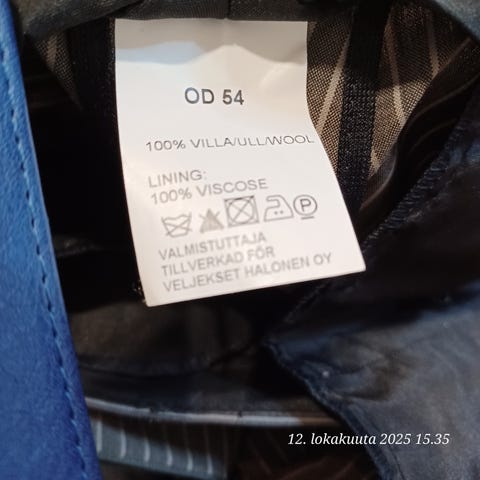 OD 54
100% VILLA/ULL/WOOL
LINING:
100% VISCOSE
P
VALMISTUTTAJA
TILLVERKAD FÖR
VELJEKSET HALONEN OY
12. lokakuuta 2025 15.35